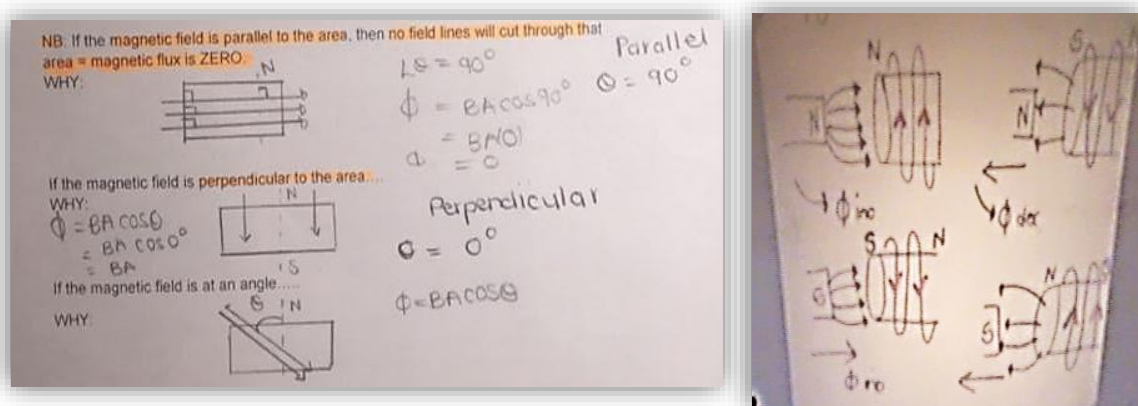 NB: If the magnetic field is parallel to the area, then no field lines will cut through that
area = magnetic flux is ZERO.
WHY:
N
Parallel
θ = 90°
LΘ = 90°
ϕ = BACOS90°
= BA(0)
= 0
If the magnetic field is perpendicular to the area....
WHY:
ϕ = BA COSΘ
= BA COS0°
= BA
N
S
Perpendicular
Θ = 0°
If the magnetic field is at an angle.....
WHY:
Θ N
ϕ=BACOSΘ
N
N
ϕ inc
S
N
ϕ dec
S N
S
N
S